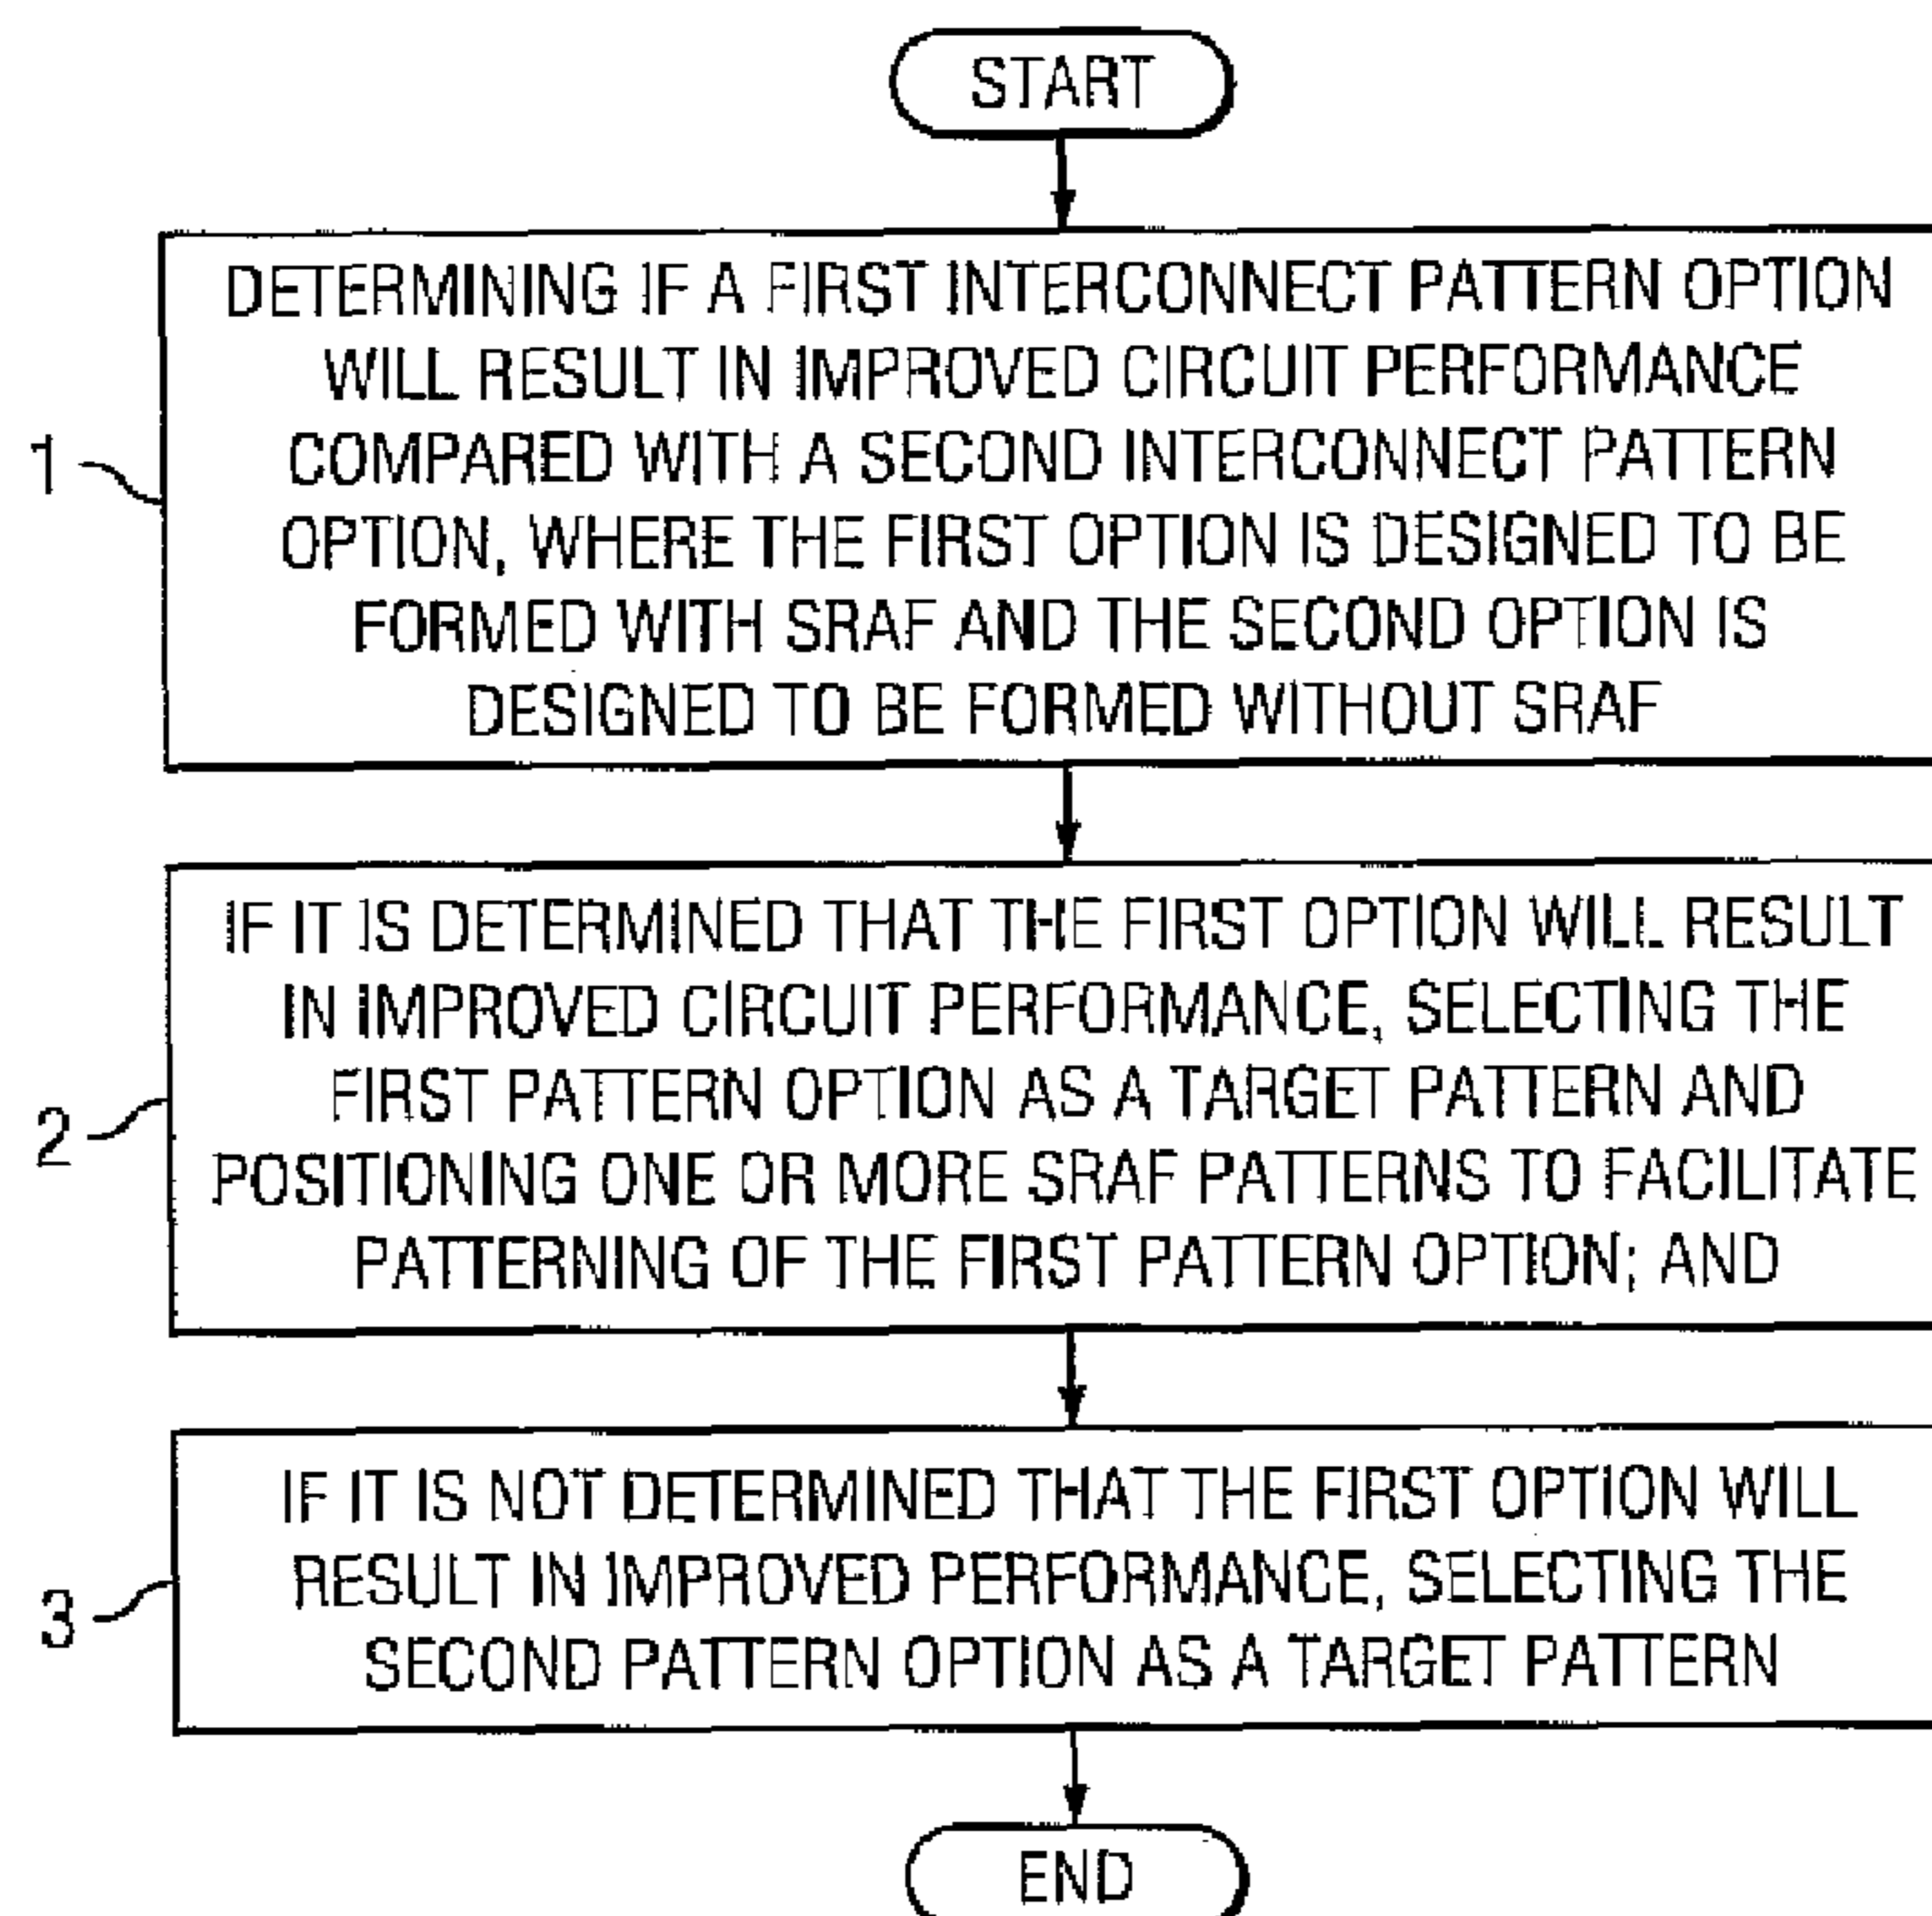 START
DETERMINING IF A FIRST INTERCONNECT PATTERN OPTION
WILL RESULT IN IMPROVED CIRCUIT PERFORMANCE
COMPARED WITH A SECOND INTERCONNECT PATTERN
OPTION, WHERE THE FIRST OPTION IS DESIGNED TO BE
FORMED WITH SRAF AND THE SECOND OPTION IS
DESIGNED TO BE FORMED WITHOUT SRAF
1
IF IT IS DETERMINED THAT THE FIRST OPTION WILL RESULT
IN IMPROVED CIRCUIT PERFORMANCE, SELECTING THE
FIRST PATTERN OPTION AS A TARGET PATTERN AND
POSITIONING ONE OR MORE SRAF PATTERNS TO FACILITATE
PATTERNING OF THE FIRST PATTERN OPTION; AND
2
IF IT IS NOT DETERMINED THAT THE FIRST OPTION WILL
RESULT IN IMPROVED PERFORMANCE, SELECTING THE
SECOND PATTERN OPTION AS A TARGET PATTERN
3
END